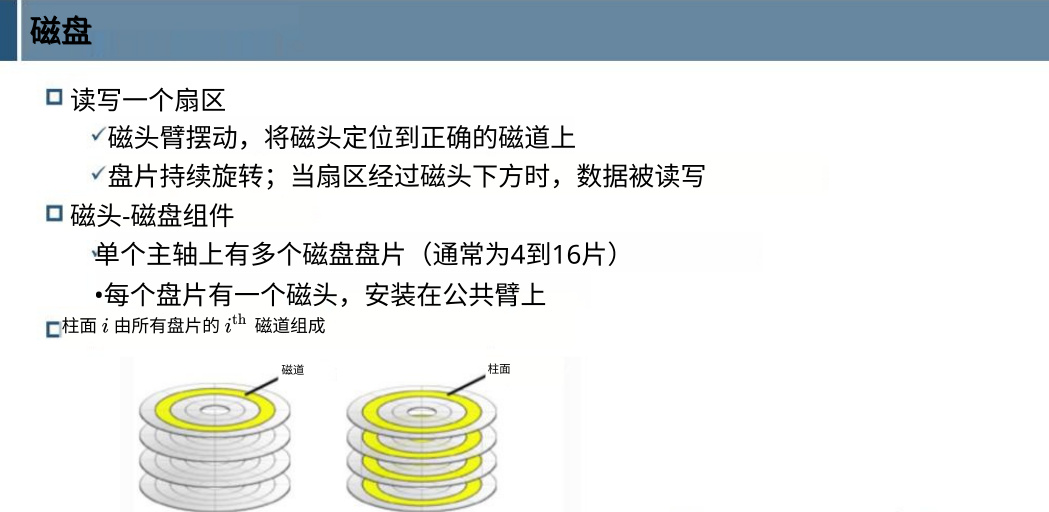 磁盘
读写一个扇区
磁头臂摆动，将磁头定位到正确的磁道上
盘片持续旋转；当扇区经过磁头下方时，数据被读写
磁头-磁盘组件
单个主轴上有多个磁盘盘片（通常为4到16片）
•每个盘片有一个磁头，安装在公共臂上
柱面 i 由所有盘片的 i^th 磁道组成
磁道
柱面